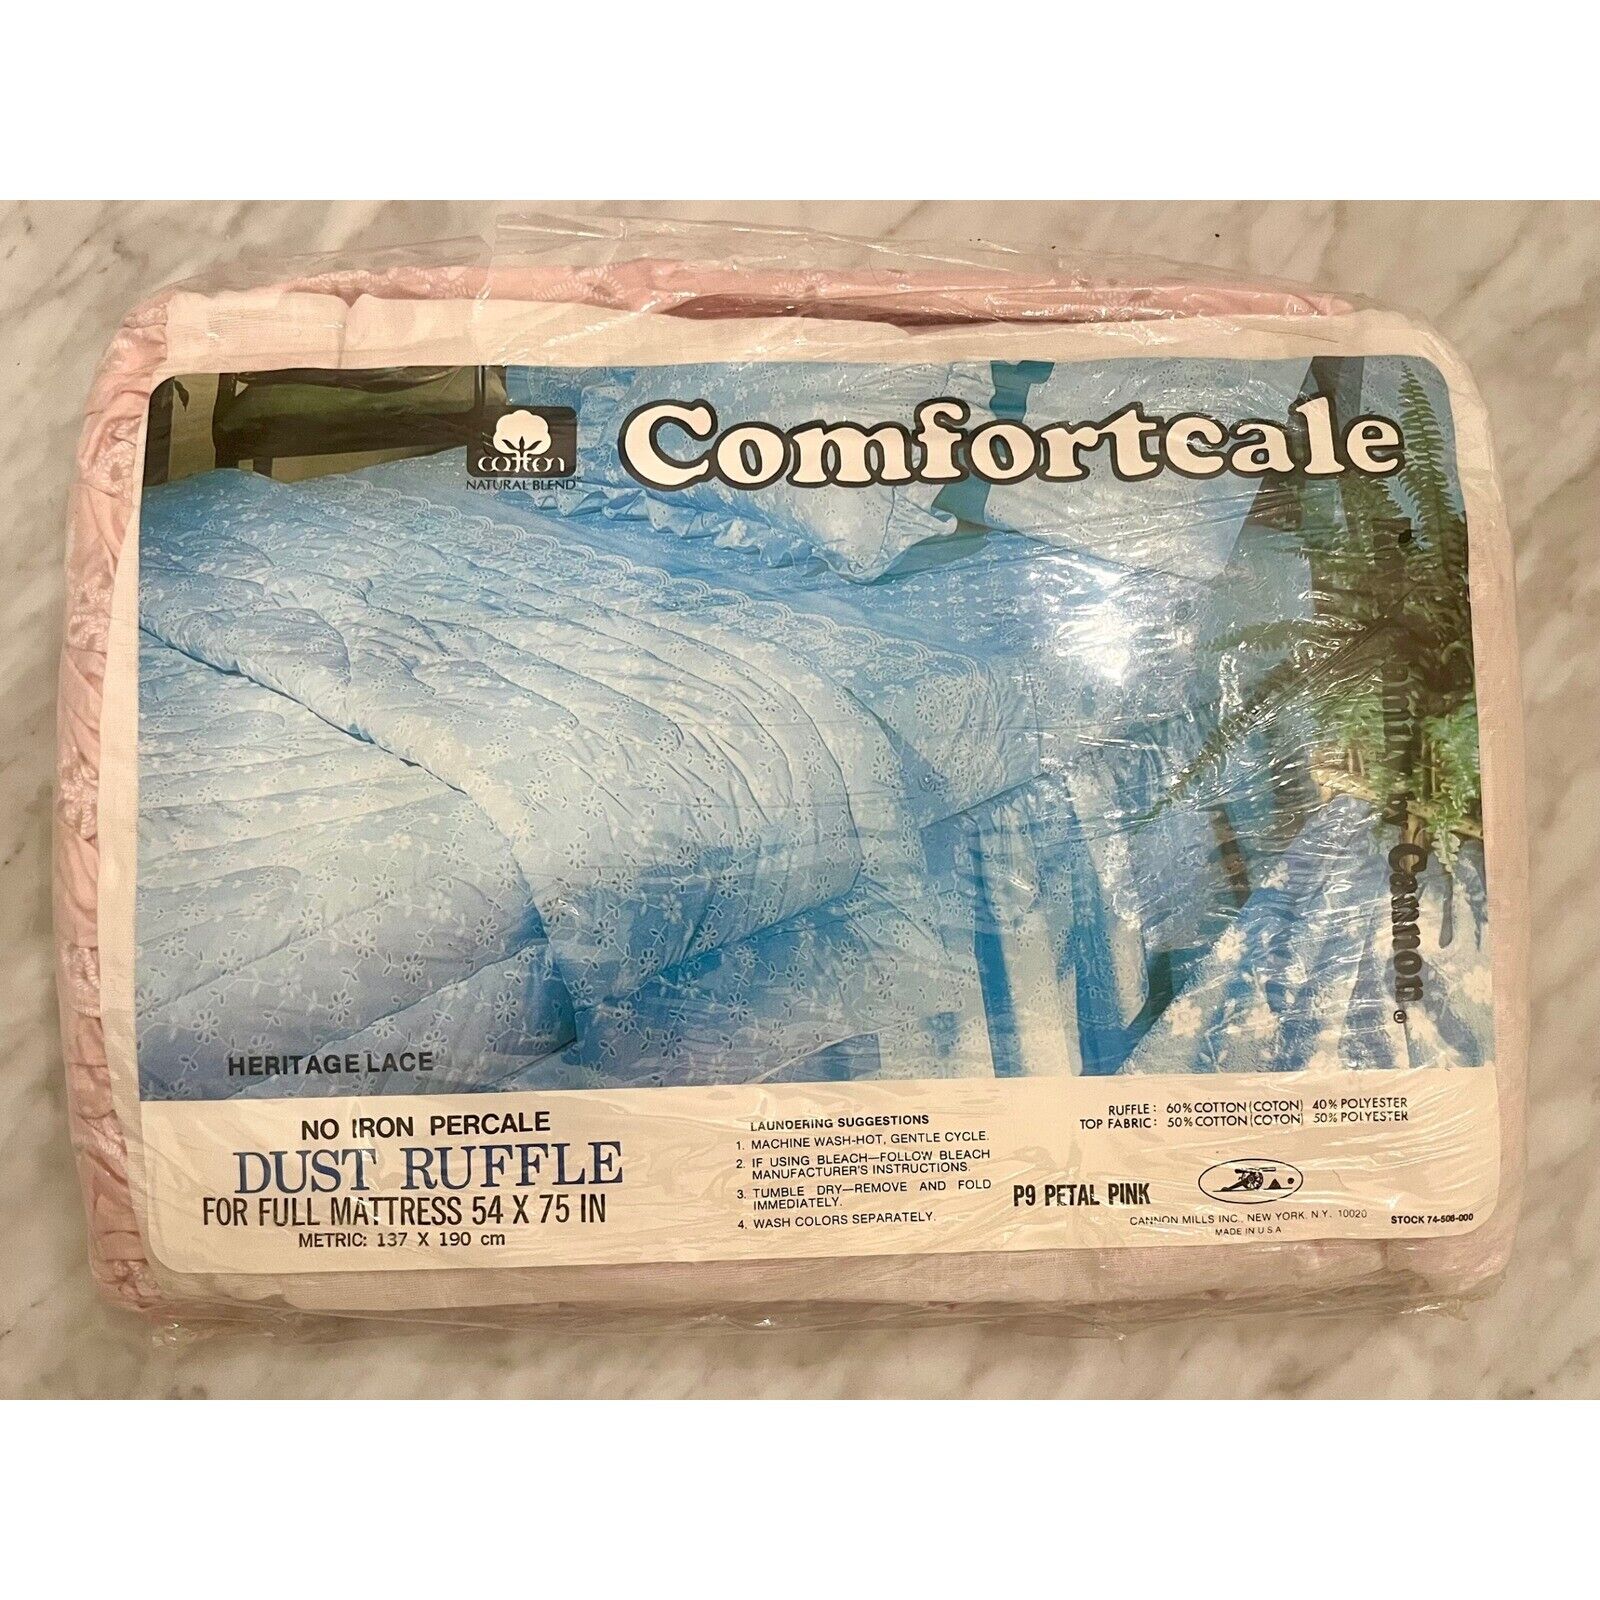 cotton
NATURAL BLEND
Comfortcale
by Cannon®
HERITAGE LACE
NO IRON PERCALE
DUST RUFFLE
FOR FULL MATTRESS 54 X 75 IN
METRIC: 137 X 190 cm
LAUNDERING SUGGESTIONS
1. MACHINE WASH-HOT, GENTLE CYCLE.
2. IF USING BLEACH—FOLLOW BLEACH
MANUFACTURER'S INSTRUCTIONS.
3. TUMBLE DRY—REMOVE AND FOLD
IMMEDIATELY.
4. WASH COLORS SEPARATELY.
RUFFLE: 60% COTTON (COTON) 40% POLYESTER
TOP FABRIC: 50% COTTON (COTON) 50% POLYESTER
P9 PETAL PINK
CANNON MILLS INC., NEW YORK, N.Y. 10020
MADE IN U S A
STOCK 74-506-000